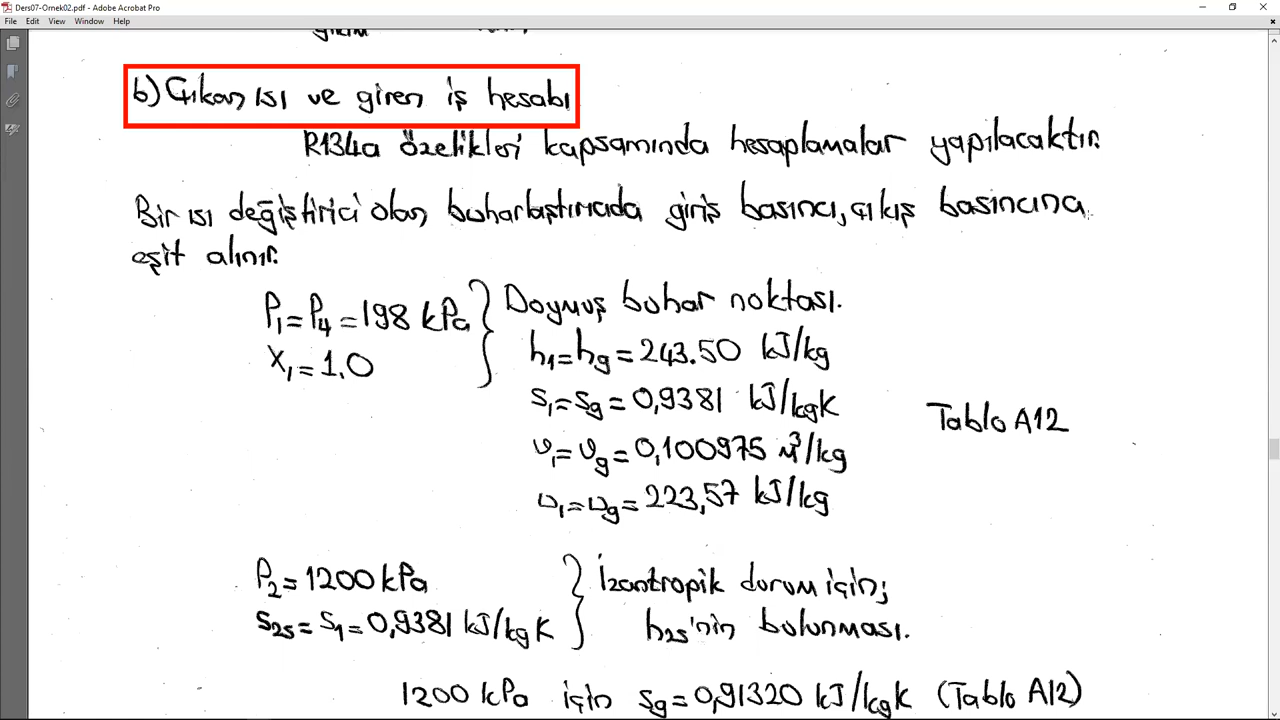 Ders07-Ornek02.pdf - Adobe Acrobat Pro
File Edit View Window Help
b) Çıkan ısı ve giren iş hesabı
R134a özelikleri kapsamında hesaplamalar yapılacaktır.
Bir ısı değiştirici olan buharlaştırıcıda giriş basıncı, çıkış basıncına
eşit alınır.
P₁=P₄=198 kPa } Doymuş buhar noktası.
x₁=1.0
h₁=hg=243.50 kJ/kg
s₁=sg=0,9381 kJ/kgK
Tablo A12
υ₁=υg=0,100975 m³/kg
u₁=ug=223,57 kJ/kg
P₂=1200 kPa } İzantropik durum için;
s₂s=s₁=0,9381 kJ/kgK h₂s'nin bulunması.
1200 kPa için sg=0,91320 kJ/kgK (Tablo A12)